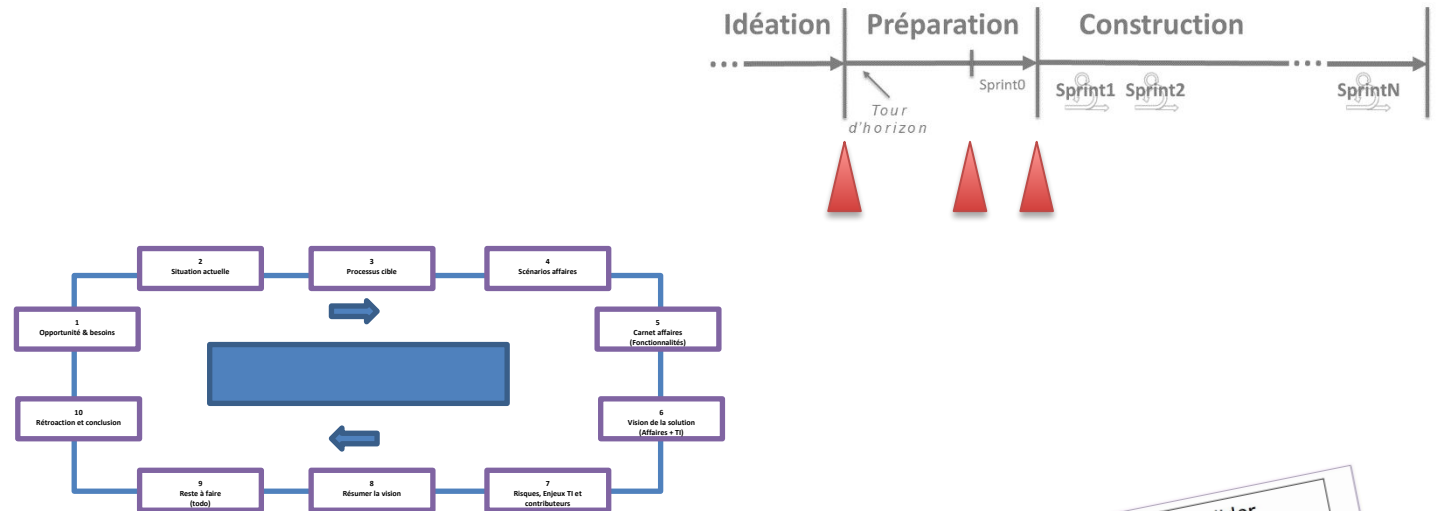 Idéation Préparation Construction
Sprint0
Sprint1 Sprint2
SprintN
Tour
d'horizon
2
Situation actuelle
3
Processus cible
4
Scénarios affaires
1
Opportunité & besoins
5
Carnet affaires
(Fonctionnalités)
10
Rétroaction et conclusion
6
Vision de la solution
(Affaires + TI)
9
Reste à faire
(todo)
8
Résumer la vision
7
Risques, Enjeux TI et
contributeurs